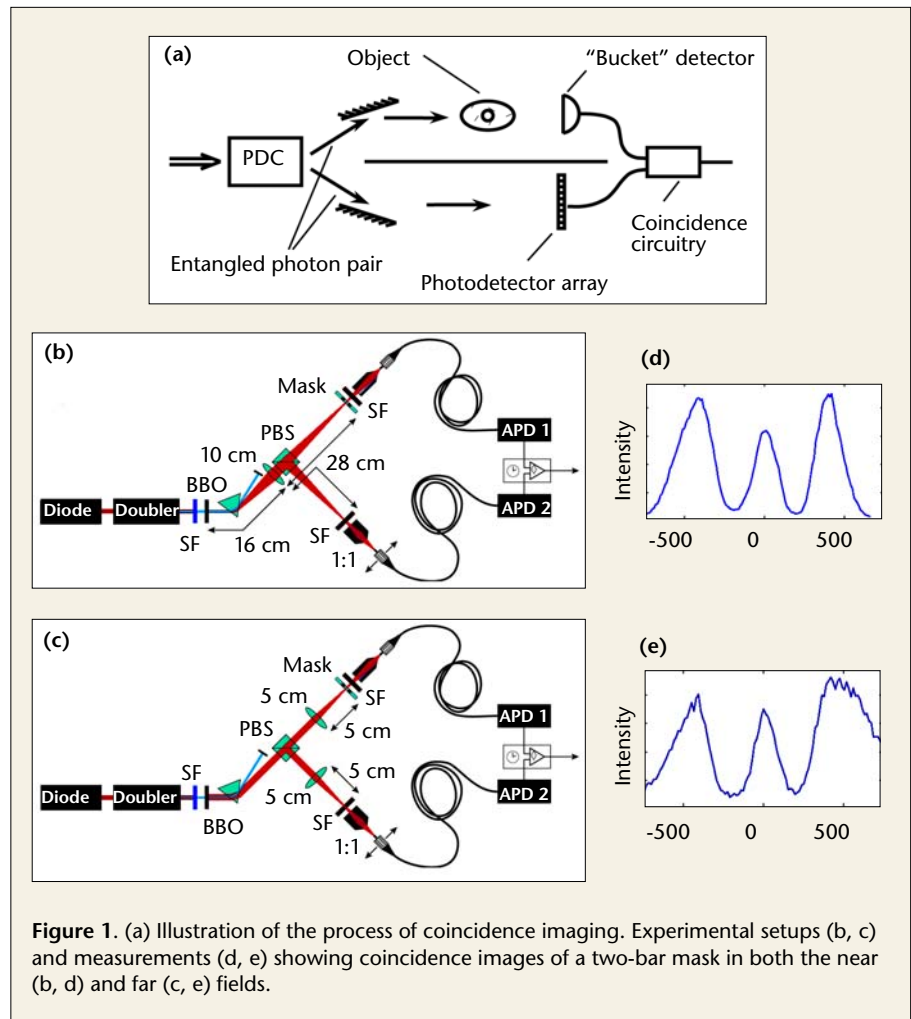 (a)
Object
"Bucket" detector
PDC
Coincidence
circuitry
Entangled photon pair
Photodetector array
(b)
Mask
SF
PBS
10 cm
28 cm
BBO
Diode
Doubler
SF
16 cm
SF
1:1
APD 1
APD 2
(d)
Intensity
-500 0 500
(c)
Mask
SF
5 cm
5 cm
PBS
5 cm
5 cm
SF
Diode
Doubler
BBO
SF
1:1
APD 1
APD 2
(e)
Intensity
-500 0 500
Figure 1. (a) Illustration of the process of coincidence imaging. Experimental setups (b, c)
and measurements (d, e) showing coincidence images of a two-bar mask in both the near
(b, d) and far (c, e) fields.